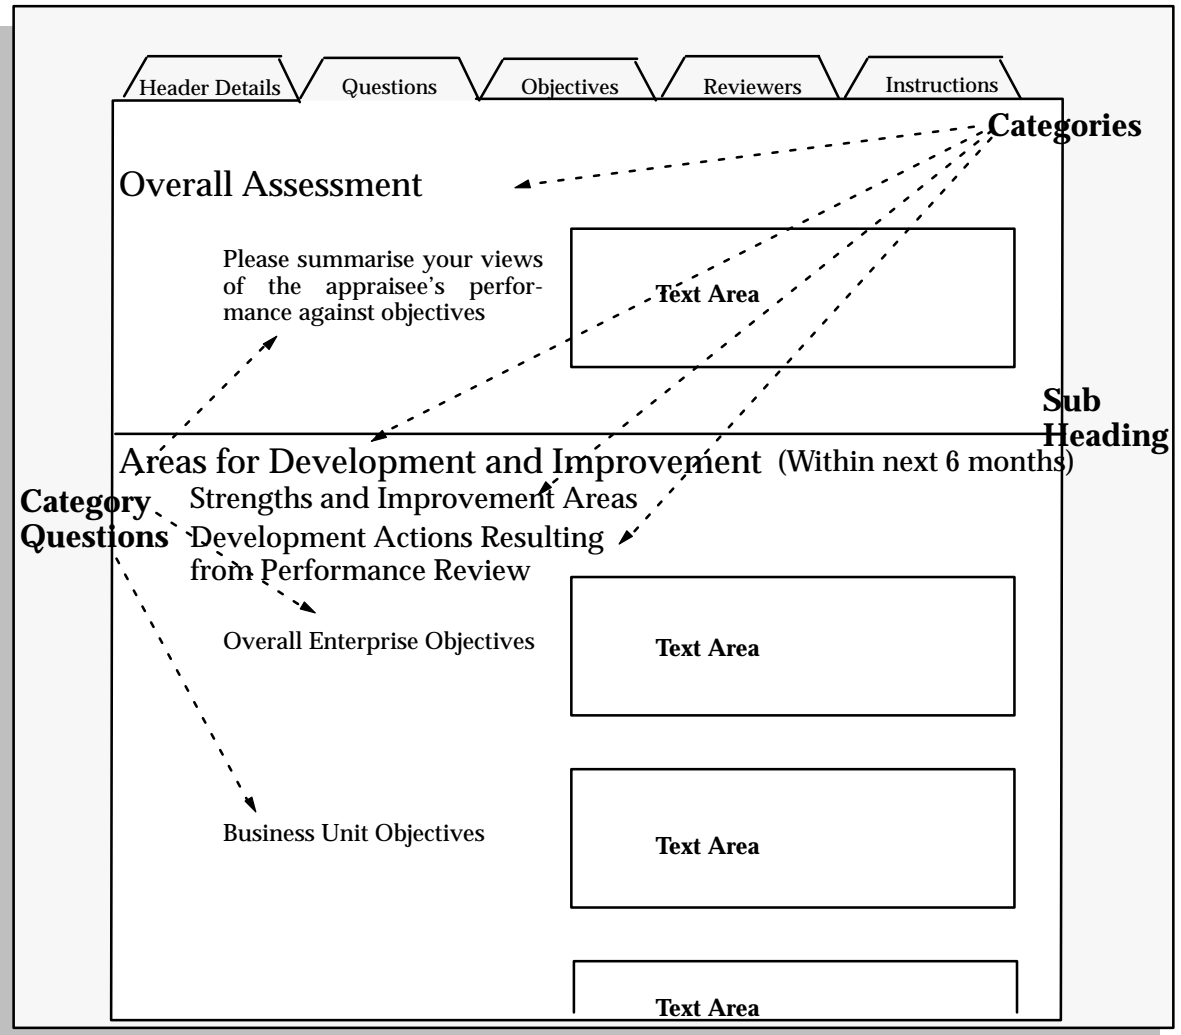 Header Details
Questions
Objectives
Reviewers
Instructions
Categories
Overall Assessment
Please summarise your views
of the appraisee's perfor-
mance against objectives
Text Area
Sub
Heading
Areas for Development and Improvement (Within next 6 months)
Category
Questions
Strengths and Improvement Areas
Development Actions Resulting
from Performance Review
Overall Enterprise Objectives
Text Area
Business Unit Objectives
Text Area
Text Area